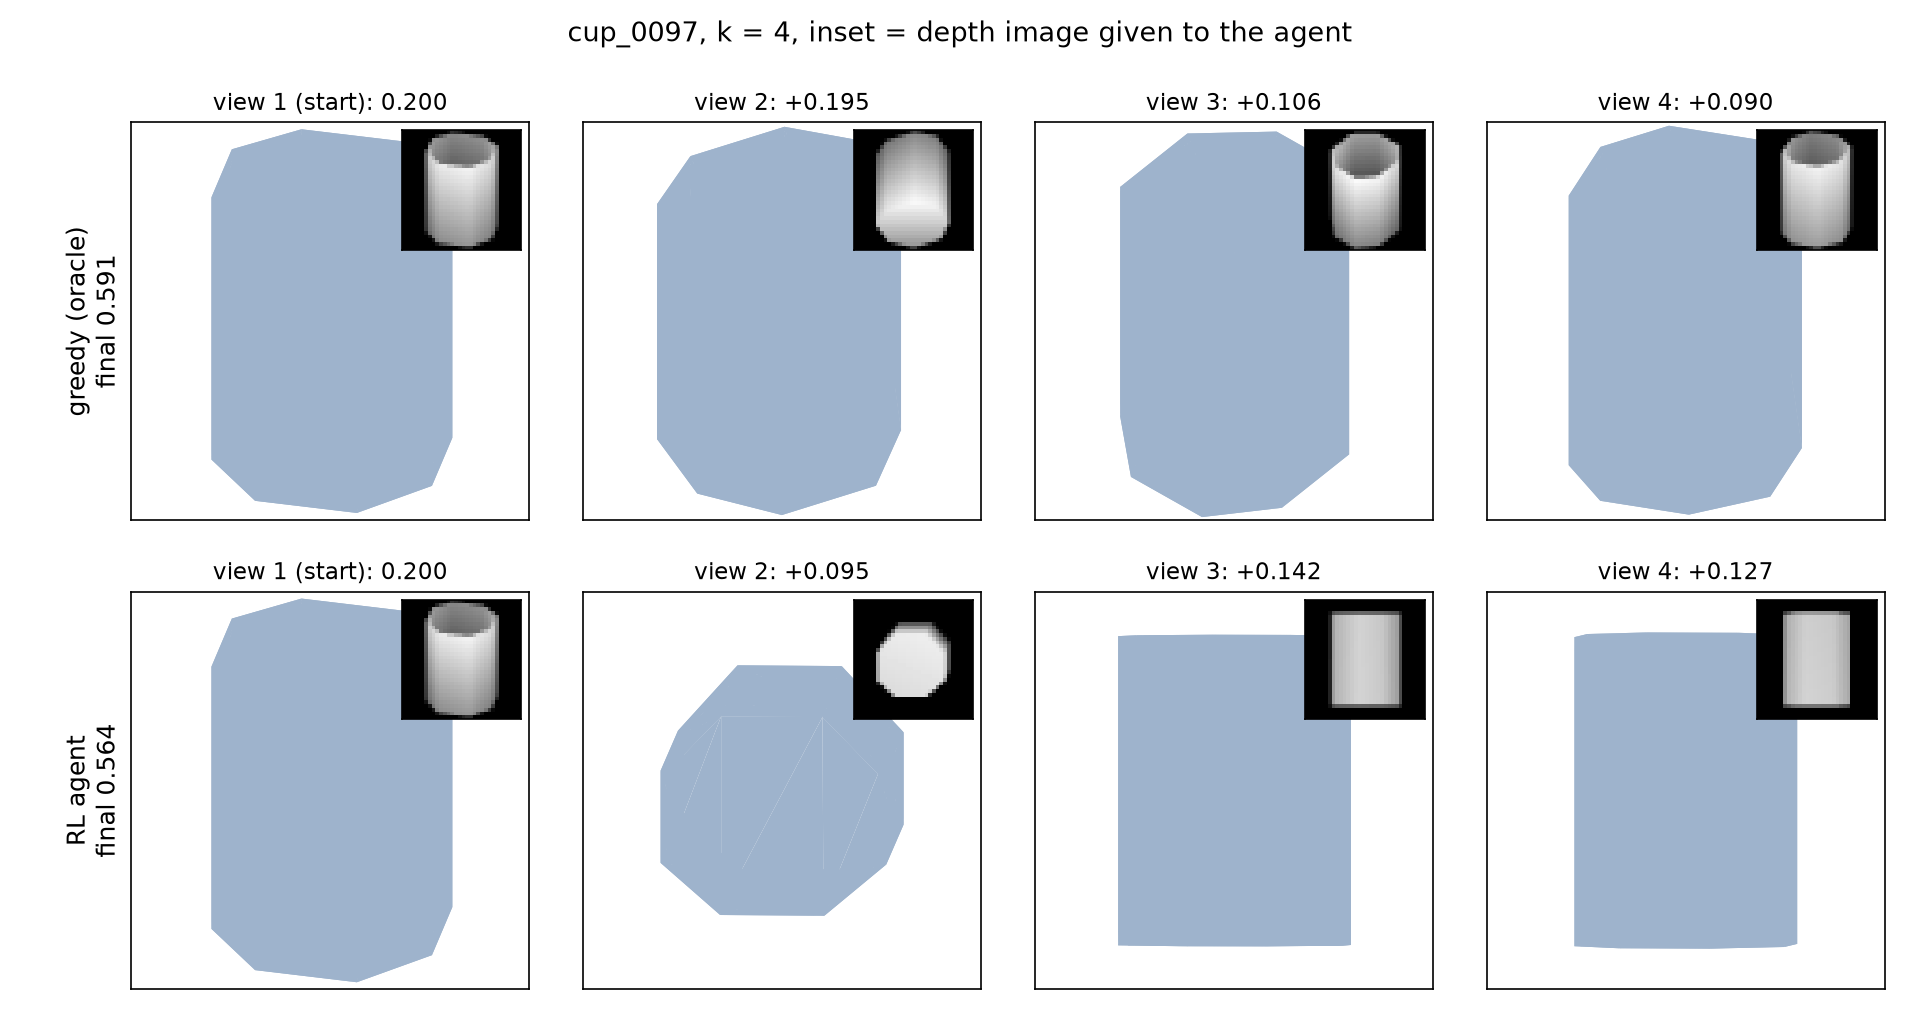 cup_0097, k = 4, inset = depth image given to the agent
view 1 (start): 0.200
view 2: +0.195
view 3: +0.106
view 4: +0.090
greedy (oracle)
final 0.591
view 1 (start): 0.200
view 2: +0.095
view 3: +0.142
view 4: +0.127
RL agent
final 0.564